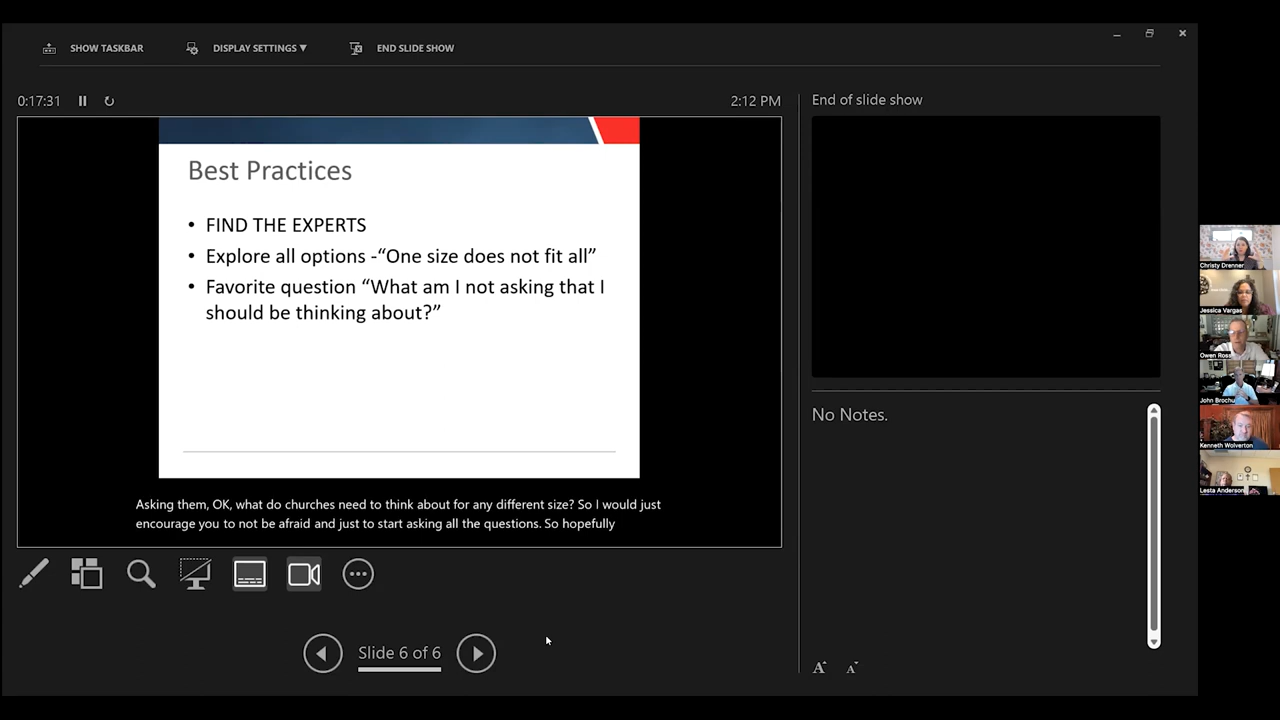 SHOW TASKBAR
DISPLAY SETTINGS ▼
END SLIDE SHOW
0:17:31
2:12 PM
End of slide show
Best Practices
• FIND THE EXPERTS
• Explore all options -“One size does not fit all”
• Favorite question “What am I not asking that I
should be thinking about?”
Asking them, OK, what do churches need to think about for any different size? So I would just
encourage you to not be afraid and just to start asking all the questions. So hopefully
No Notes.
Slide 6 of 6
A A
Christy Drenner
Jessica Vargas
Owen Ross
John Brochu
Kenneth Wolverton
Lesta Anderson